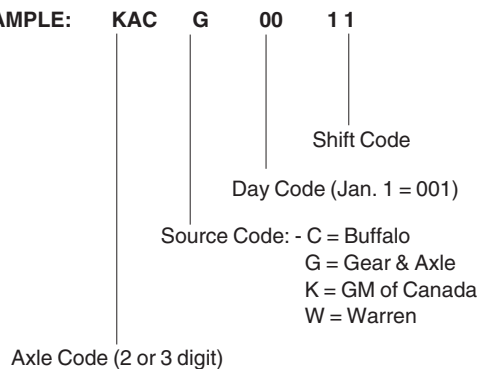 AMPLE: KAC G 00 1 1
Shift Code
Day Code (Jan. 1 = 001)
Source Code: - C = Buffalo
G = Gear & Axle
K = GM of Canada
W = Warren
Axle Code (2 or 3 digit)